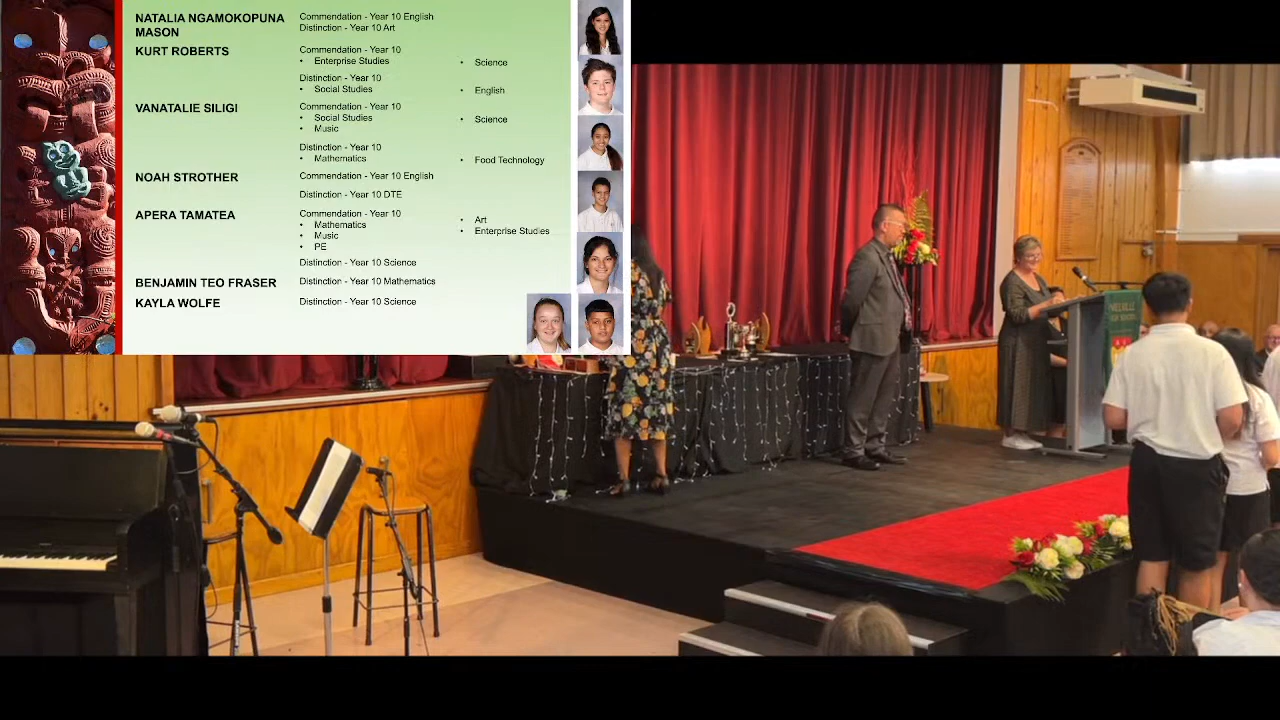 NATALIA NGAMOKOPUNA
MASON
Commendation - Year 10 English
Distinction - Year 10 Art
KURT ROBERTS
Commendation - Year 10
• Enterprise Studies
• Science
Distinction - Year 10
• Social Studies
• English
VANATALIE SILIGI
Commendation - Year 10
• Social Studies
• Science
• Music
Distinction - Year 10
• Mathematics
• Food Technology
NOAH STROTHER
Commendation - Year 10 English
Distinction - Year 10 DTE
APERA TAMATEA
Commendation - Year 10
• Art
• Mathematics
• Enterprise Studies
• Music
• PE
Distinction - Year 10 Science
BENJAMIN TEO FRASER
Distinction - Year 10 Mathematics
KAYLA WOLFE
Distinction - Year 10 Science
MELVILLE
HIGH SCHOOL